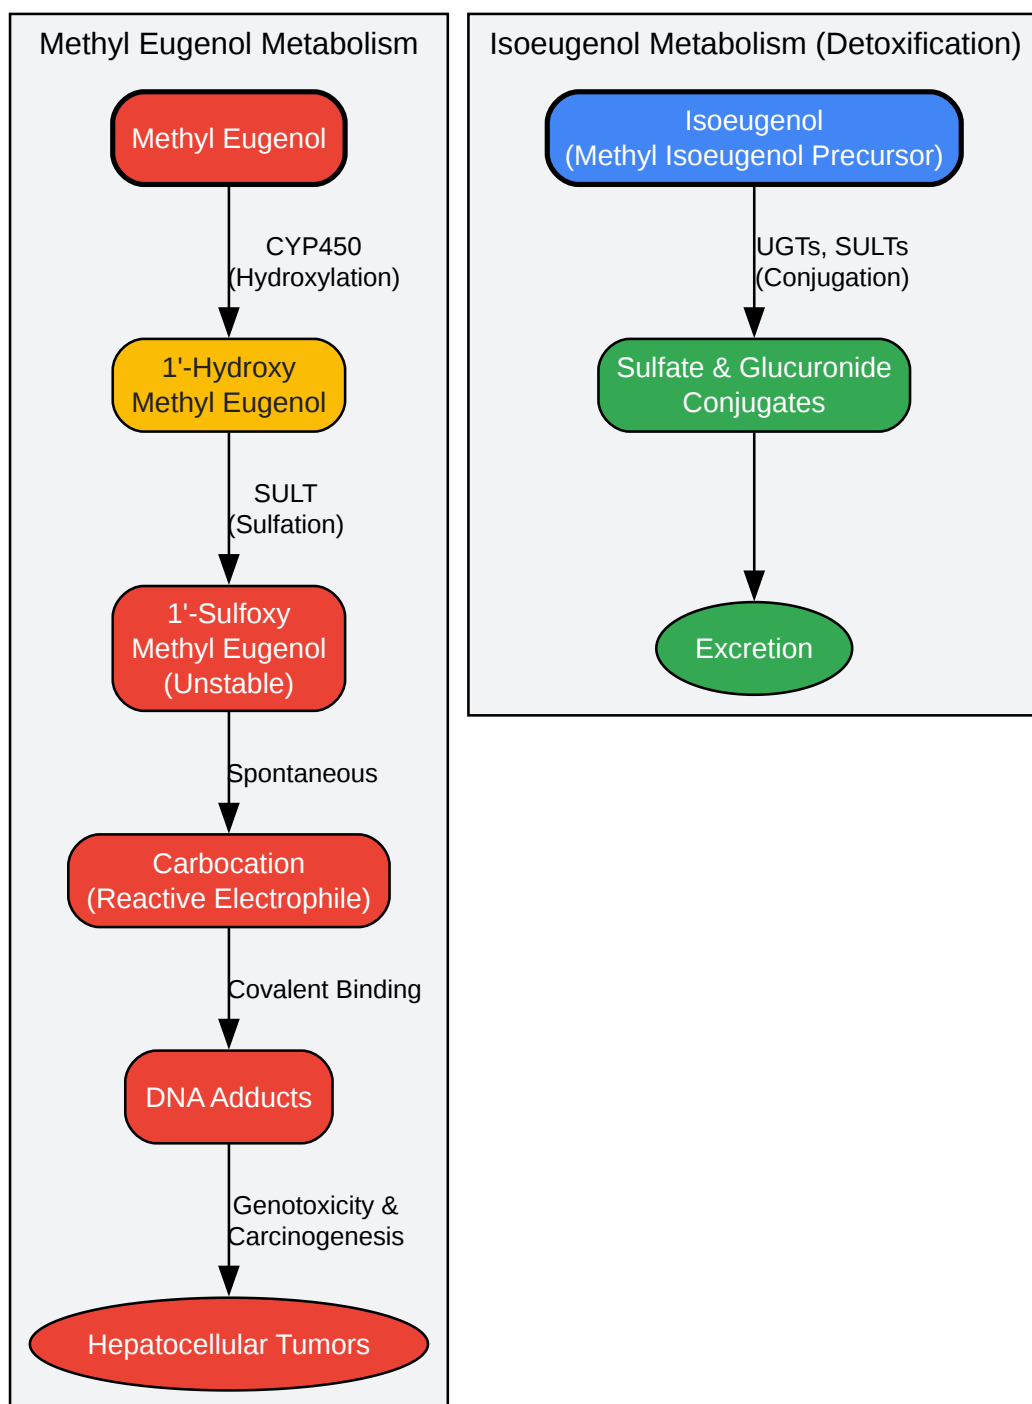 Methyl Eugenol Metabolism
Methyl Eugenol
CYP450
(Hydroxylation)
1'-Hydroxy
Methyl Eugenol
SULT
(Sulfation)
1'-Sulfoxy
Methyl Eugenol
(Unstable)
Spontaneous
Carbocation
(Reactive Electrophile)
Covalent Binding
DNA Adducts
Genotoxicity &
Carcinogenesis
Hepatocellular Tumors
Isoeugenol Metabolism (Detoxification)
Isoeugenol
(Methyl Isoeugenol Precursor)
UGTs, SULTs
(Conjugation)
Sulfate & Glucuronide
Conjugates
Excretion